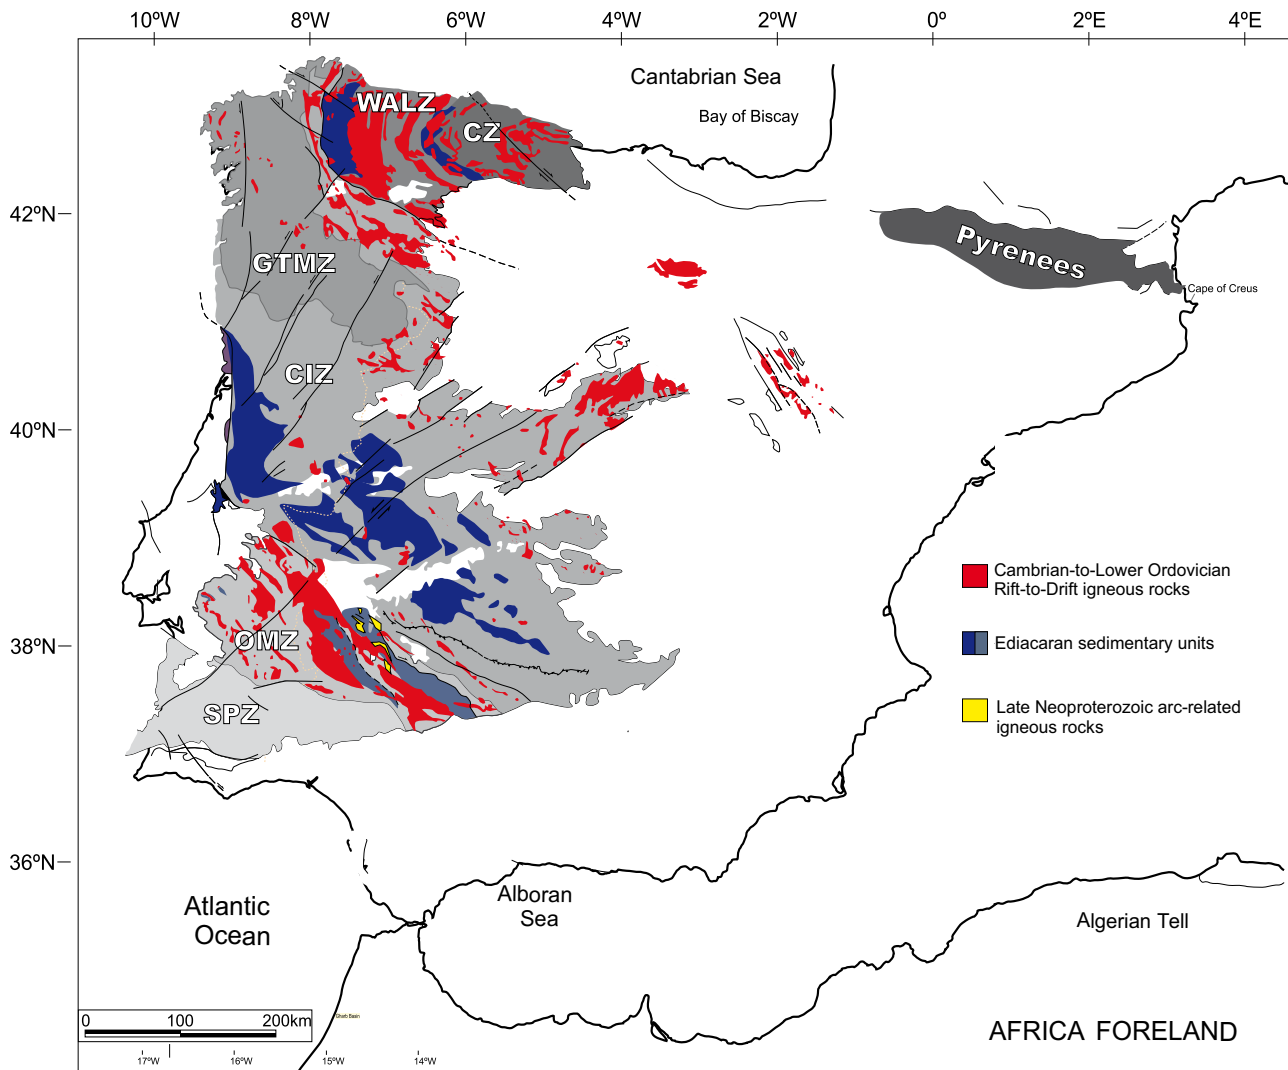 10ºW 8ºW 6ºW 4ºW 2ºW 0º 2ºE 4ºE
Cantabrian Sea
Bay of Biscay
WALZ
CZ
42ºN
Pyrenees
Cape of Creus
GTMZ
CIZ
40ºN
Cambrian-to-Lower Ordovician
Rift-to-Drift igneous rocks
38ºN
OMZ
Ediacaran sedimentary units
SPZ
Late Neoproterozoic arc-related
igneous rocks
36ºN
Atlantic
Ocean
Alboran
Sea
Algerian Tell
0 100 200km
Gharb Basin
AFRICA FORELAND
17ºW 16ºW 15ºW 14ºW